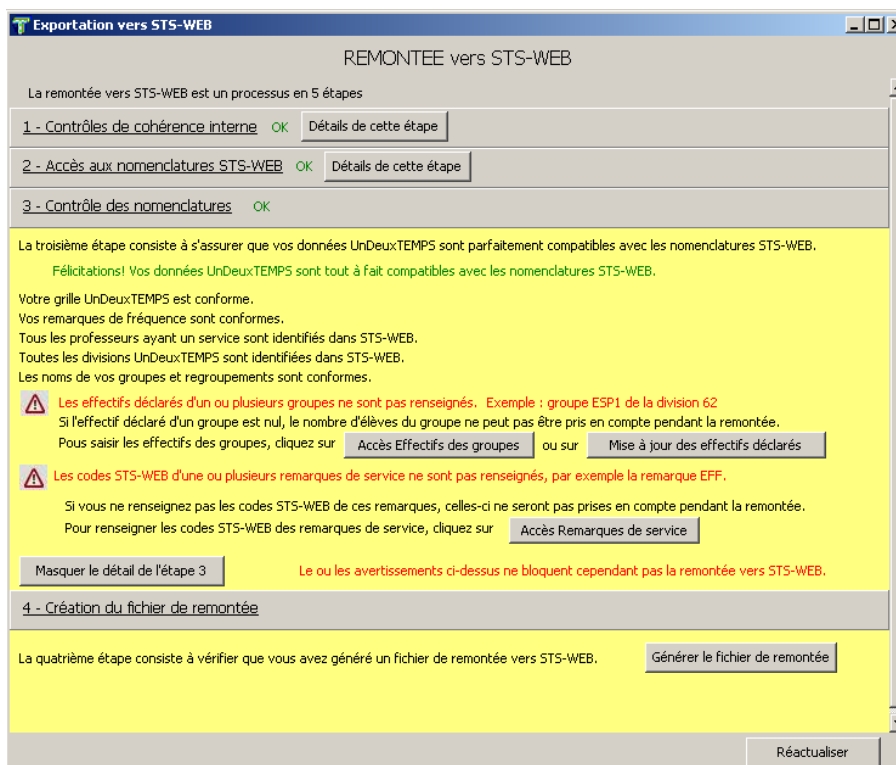 Exportation vers STS-WEB
REMONTEE vers STS-WEB
La remontée vers STS-WEB est un processus en 5 étapes
1 - Contrôles de cohérence interne OK Détails de cette étape
2 - Accès aux nomenclatures STS-WEB OK Détails de cette étape
3 - Contrôle des nomenclatures OK
La troisième étape consiste à s'assurer que vos données UnDeuxTEMPS sont parfaitement compatibles avec les nomenclatures STS-WEB.
Félicitations! Vos données UnDeuxTEMPS sont tout à fait compatibles avec les nomenclatures STS-WEB.
Votre grille UnDeuxTEMPS est conforme.
Vos remarques de fréquence sont conformes.
Tous les professeurs ayant un service sont identifiés dans STS-WEB.
Toutes les divisions UnDeuxTEMPS sont identifiées dans STS-WEB.
Les noms de vos groupes et regroupements sont conformes.
Les effectifs déclarés d'un ou plusieurs groupes ne sont pas renseignés. Exemple : groupe ESP1 de la division 62
Si l'effectif déclaré d'un groupe est nul, le nombre d'élèves du groupe ne peut pas être pris en compte pendant la remontée.
Pous saisir les effectifs des groupes, cliquez sur Accès Effectifs des groupes ou sur Mise à jour des effectifs déclarés
Les codes STS-WEB d'une ou plusieurs remarques de service ne sont pas renseignés, par exemple la remarque EFF.
Si vous ne renseignez pas les codes STS-WEB de ces remarques, celles-ci ne seront pas prises en compte pendant la remontée.
Pour renseigner les codes STS-WEB des remarques de service, cliquez sur Accès Remarques de service
Masquer le détail de l'étape 3 Le ou les avertissements ci-dessus ne bloquent cependant pas la remontée vers STS-WEB.
4 - Création du fichier de remontée
La quatrième étape consiste à vérifier que vous avez généré un fichier de remontée vers STS-WEB. Générer le fichier de remontée
Réactualiser